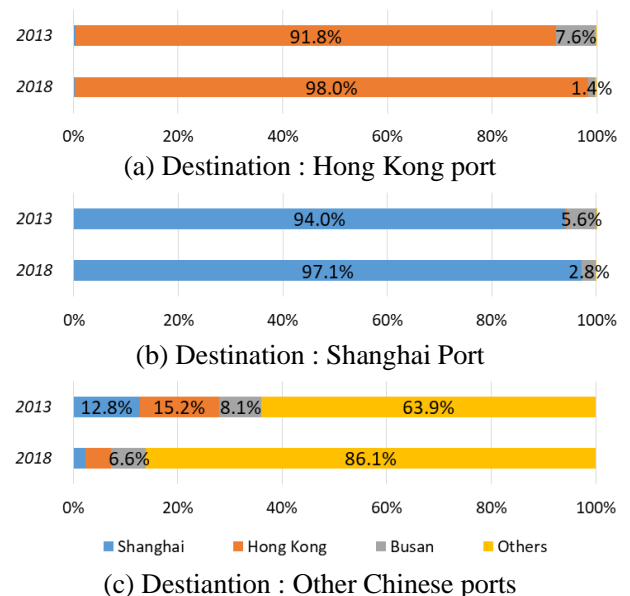 2013 91.8% 7.6%
2018 98.0% 1.4%
0% 20% 40% 60% 80% 100%
(a) Destination : Hong Kong port
2013 94.0% 5.6%
2018 97.1% 2.8%
0% 20% 40% 60% 80% 100%
(b) Destination : Shanghai Port
2013 12.8% 15.2% 8.1% 63.9%
2018 6.6% 86.1%
0% 20% 40% 60% 80% 100%
Shanghai Hong Kong Busan Others
(c) Destiantion : Other Chinese ports